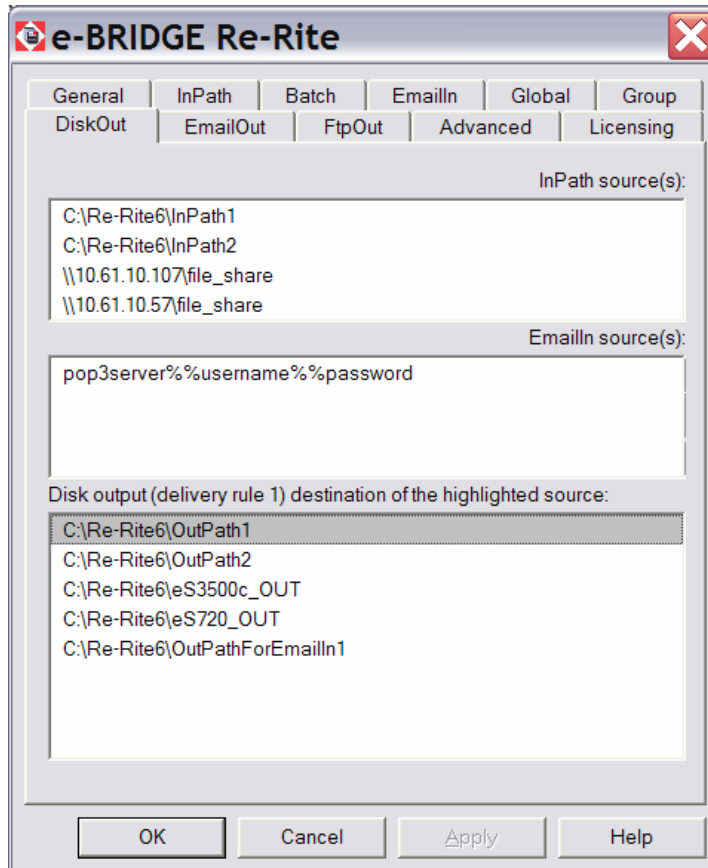 e-BRIDGE Re-Rite
General InPath Batch EmailIn Global Group
DiskOut EmailOut FtpOut Advanced Licensing
InPath source(s):
C:\Re-Rite6\InPath1
C:\Re-Rite6\InPath2
\\10.61.10.107\file_share
\\10.61.10.57\file_share
EmailIn source(s):
pop3server%%username%%password
Disk output (delivery rule 1) destination of the highlighted source:
C:\Re-Rite6\OutPath1
C:\Re-Rite6\OutPath2
C:\Re-Rite6\eS3500c_OUT
C:\Re-Rite6\eS720_OUT
C:\Re-Rite6\OutPathForEmailIn1
OK Cancel Apply Help